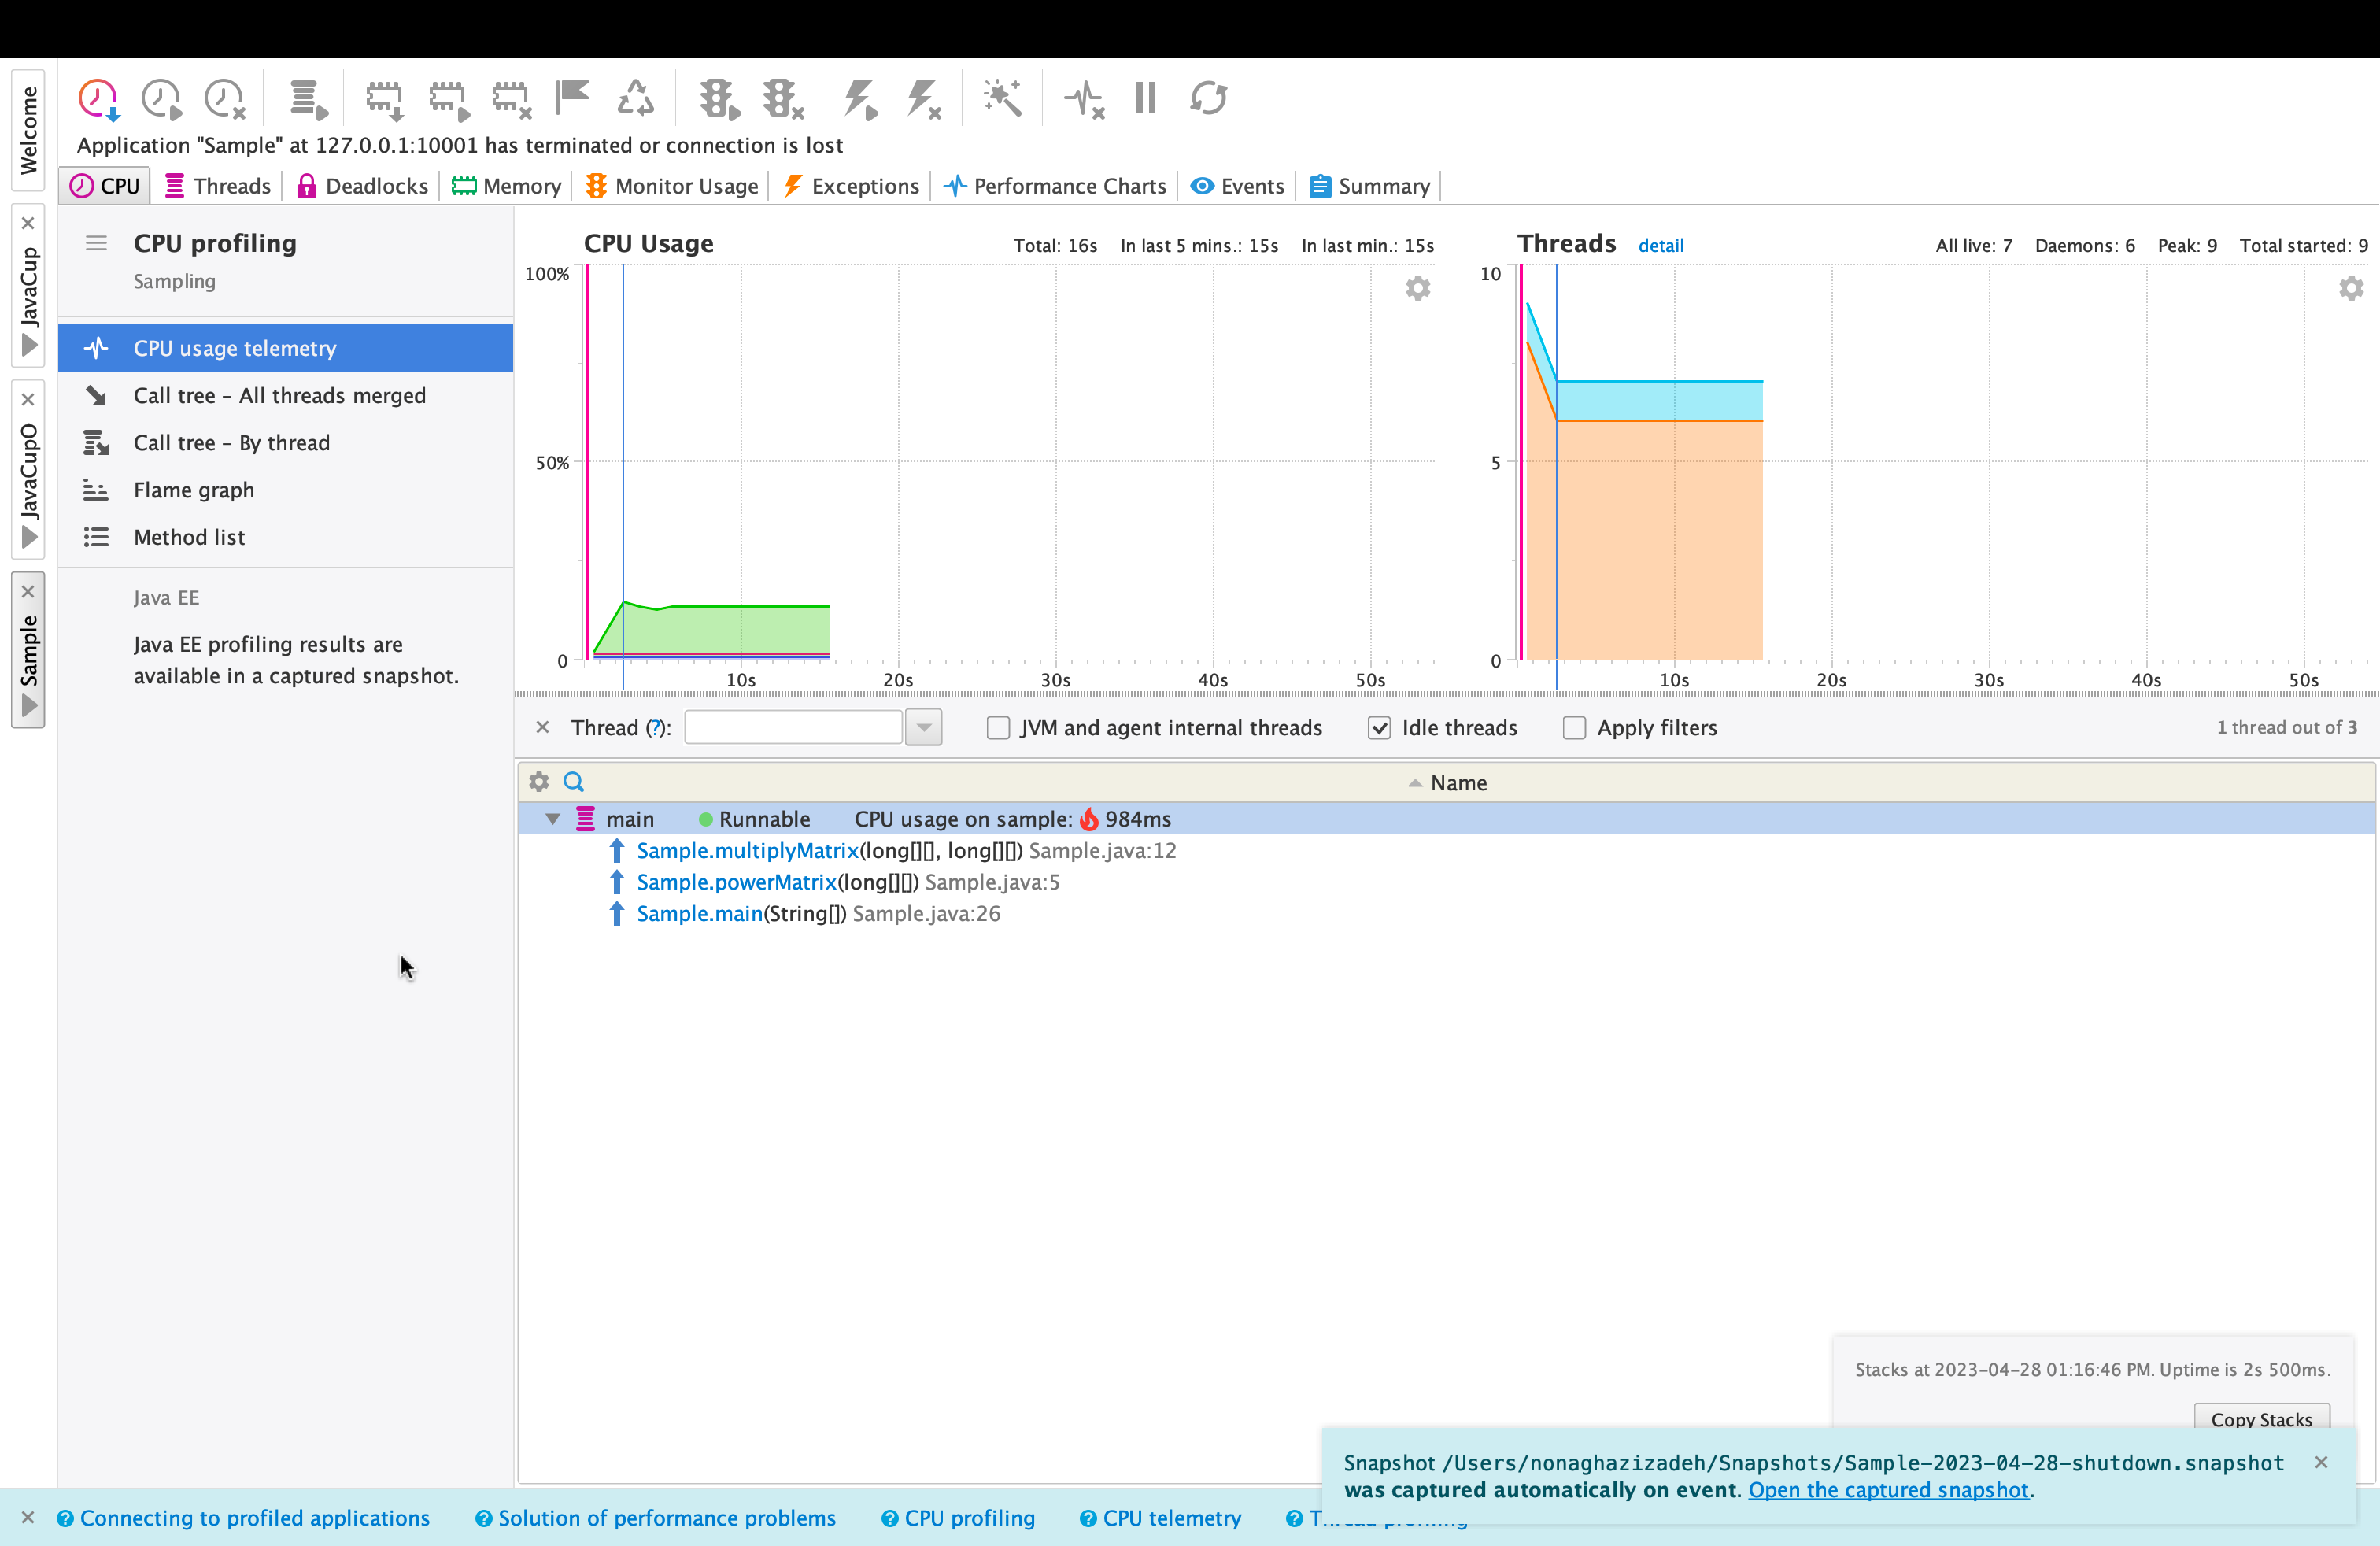 Welcome
JavaCup
JavaCupO
Sample
Application "Sample" at 127.0.0.1:10001 has terminated or connection is lost
CPU Threads Deadlocks Memory Monitor Usage Exceptions Performance Charts Events Summary
CPU profiling
Sampling
CPU usage telemetry
Call tree – All threads merged
Call tree – By thread
Flame graph
Method list
Java EE
Java EE profiling results are
available in a captured snapshot.
CPU Usage Total: 16s In last 5 mins.: 15s In last min.: 15s
100%
50%
0
10s 20s 30s 40s 50s
Threads detail All live: 7 Daemons: 6 Peak: 9 Total started: 9
10
5
0
10s 20s 30s 40s 50s
Thread (?): JVM and agent internal threads Idle threads Apply filters 1 thread out of 3
Name
main Runnable CPU usage on sample: 984ms
Sample.multiplyMatrix(long[][], long[][]) Sample.java:12
Sample.powerMatrix(long[][]) Sample.java:5
Sample.main(String[]) Sample.java:26
Stacks at 2023-04-28 01:16:46 PM. Uptime is 2s 500ms.
Copy Stacks
Snapshot /Users/nonaghazizadeh/Snapshots/Sample-2023-04-28-shutdown.snapshot
was captured automatically on event. Open the captured snapshot.
Connecting to profiled applications Solution of performance problems CPU profiling CPU telemetry